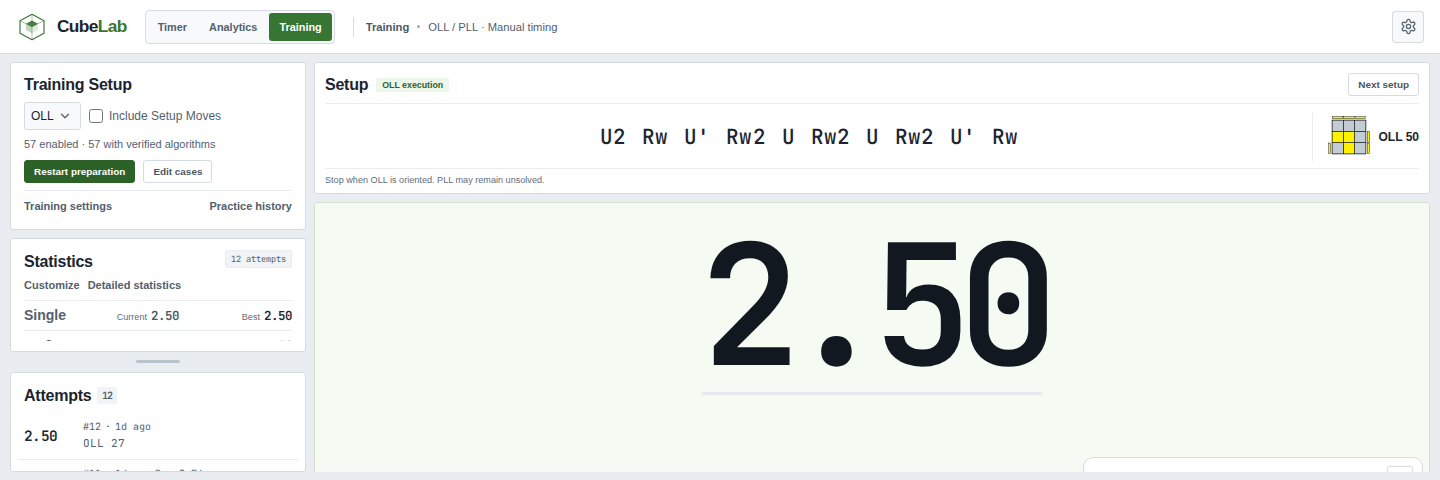 CubeLab Timer Analytics Training Training • OLL / PLL · Manual timing
Training Setup
OLL Include Setup Moves
57 enabled · 57 with verified algorithms
Restart preparation Edit cases
Training settings Practice history
Statistics 12 attempts
Customize Detailed statistics
Single Current 2.50 Best 2.50
Attempts 12
2.50 #12 · 1d ago
OLL 27
Setup OLL execution Next setup
U2 Rw U' Rw2 U Rw2 U Rw2 U' Rw
OLL 50
Stop when OLL is oriented. PLL may remain unsolved.
2.50